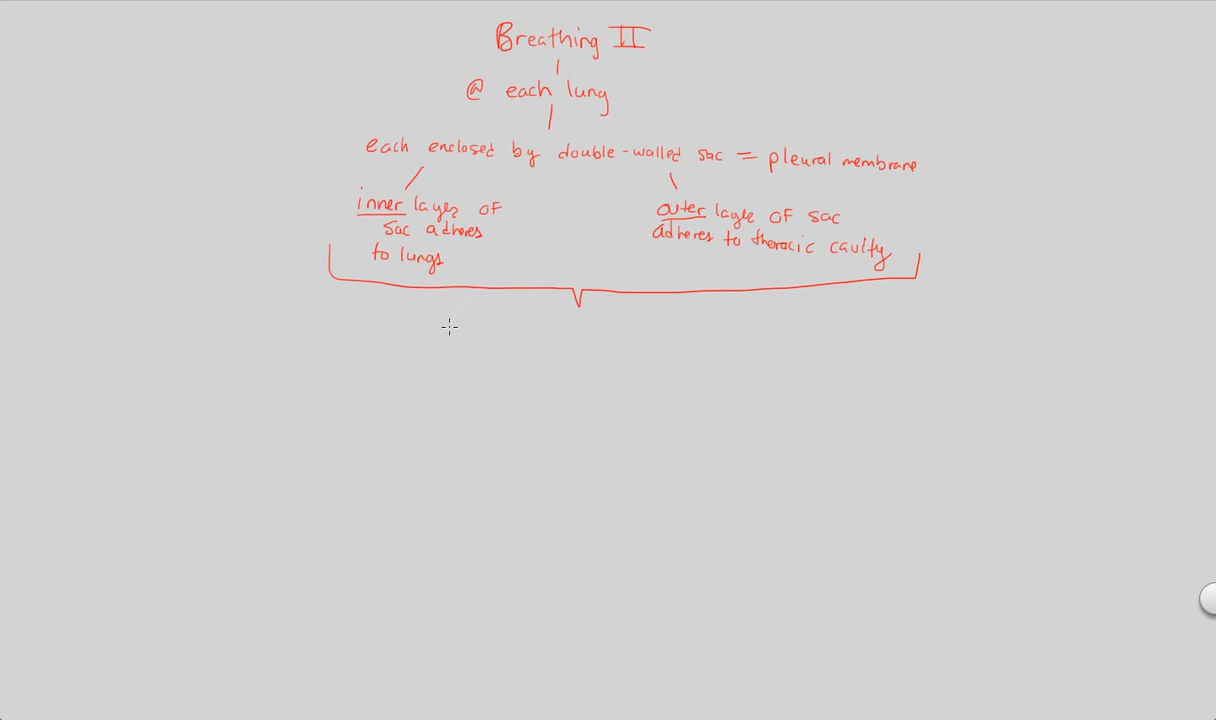 Breathing II
@ each lung
each enclosed by double-walled sac = pleural membrane
inner layer of
sac adheres
to lungs
outer layer of sac
adheres to thoracic cavity